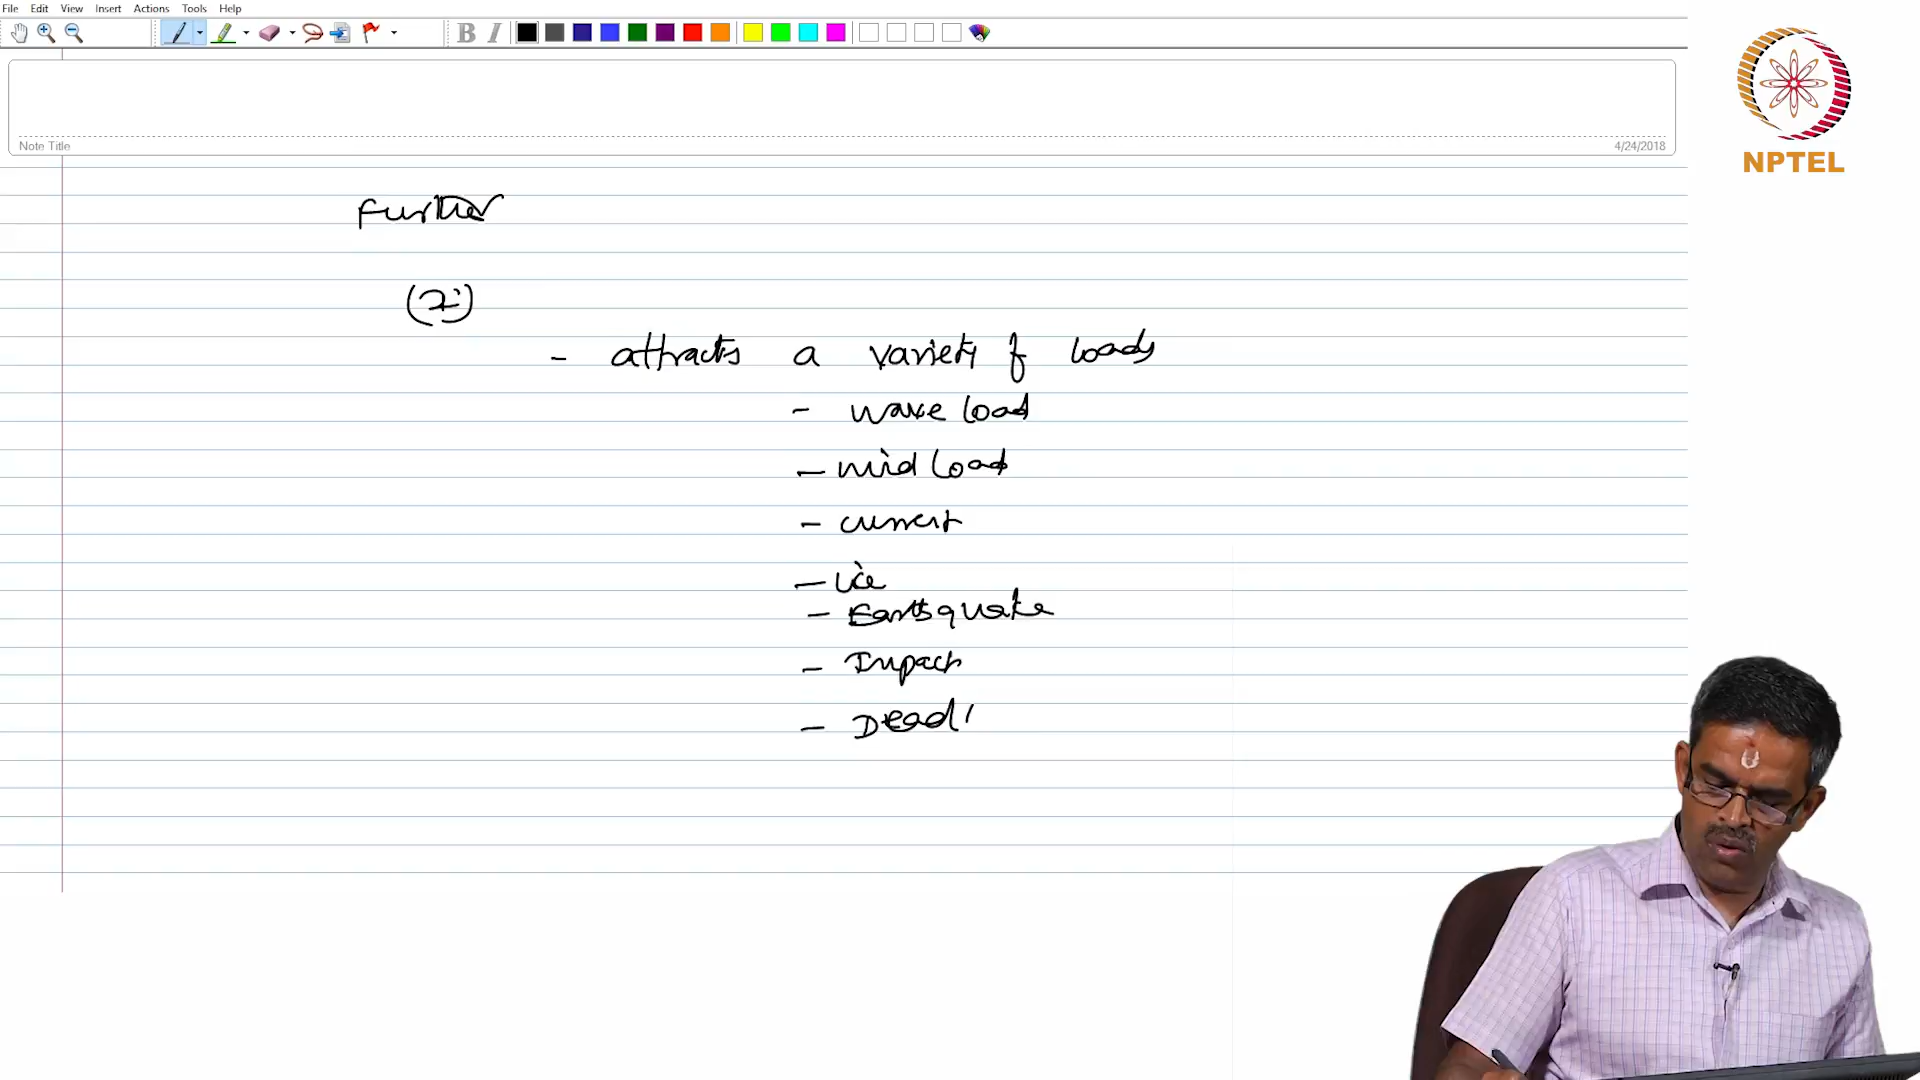 File Edit View Insert Actions Tools Help
B I
Note Title
4/24/2018
NPTEL
Further
- attracts a variety of loads
- wave load
- wind load
- current
- ice
- Earthquake
- Impact
- Dead l